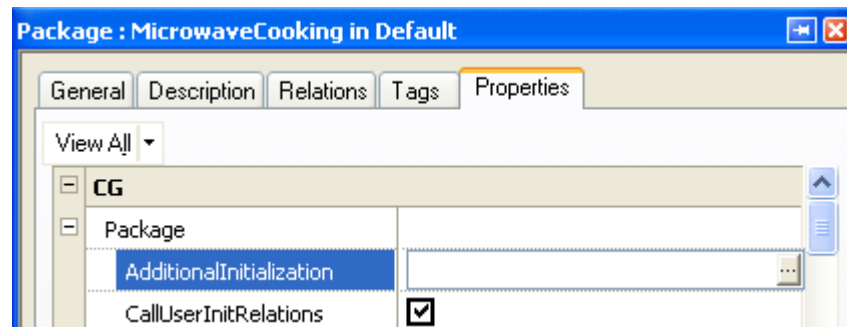 Package : MicrowaveCooking in Default
General Description Relations Tags Properties
View All
CG
Package
AdditionalInitialization ...
CallUserInitRelations